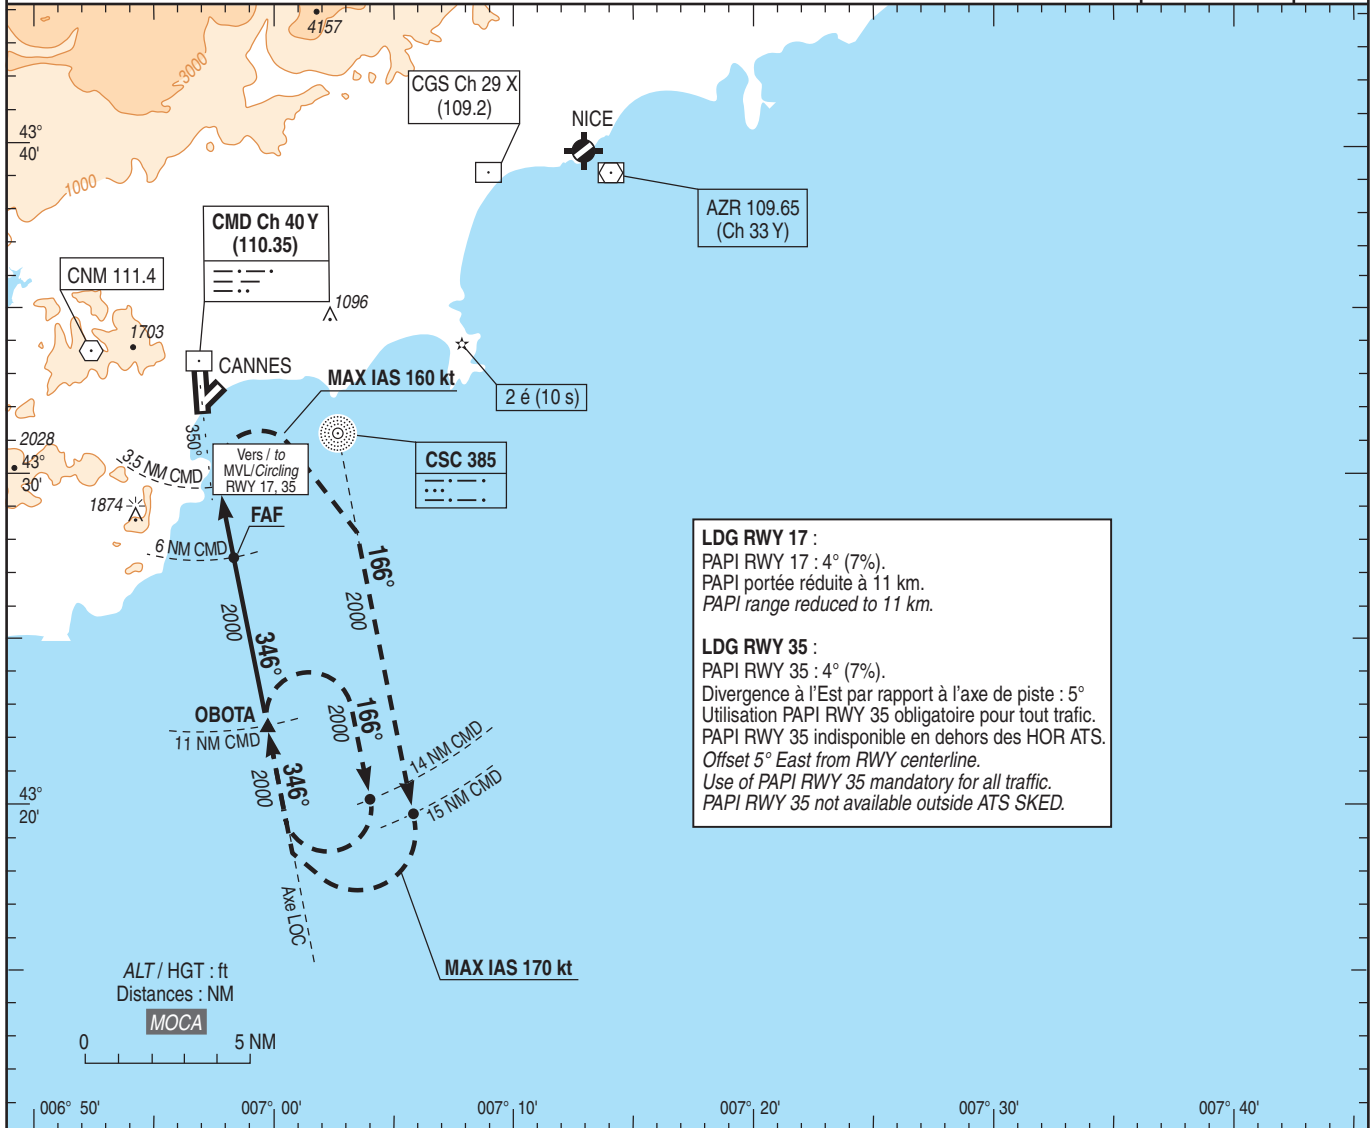 4157
3000
CGS Ch 29 X
(109.2)
NICE
43°
40'
1000
AZR 109.65
(Ch 33 Y)
CMD Ch 40 Y
(110.35)
CNM 111.4
1096
1703
CANNES
MAX IAS 160 kt
2 é (10 s)
350°
2028
43°
30'
3,5 NM CMD
Vers / to
MVL/Circling
RWY 17, 35
CSC 385
1874
FAF
6 NM CMD
166°
2000
2000
346°
LDG RWY 17 :
PAPI RWY 17 : 4° (7%).
PAPI portée réduite à 11 km.
PAPI range reduced to 11 km.
LDG RWY 35 :
PAPI RWY 35 : 4° (7%).
Divergence à l'Est par rapport à l'axe de piste : 5°
Utilisation PAPI RWY 35 obligatoire pour tout trafic.
PAPI RWY 35 indisponible en dehors des HOR ATS.
Offset 5° East from RWY centerline.
Use of PAPI RWY 35 mandatory for all traffic.
PAPI RWY 35 not available outside ATS SKED.
OBOTA
11 NM CMD
166°
2000
346°
2000
14 NM CMD
15 NM CMD
43°
20'
Axe LOC
MAX IAS 170 kt
ALT / HGT : ft
Distances : NM
MOCA
0 5 NM
006° 50' 007° 00' 007° 10' 007° 20' 007° 30' 007° 40'